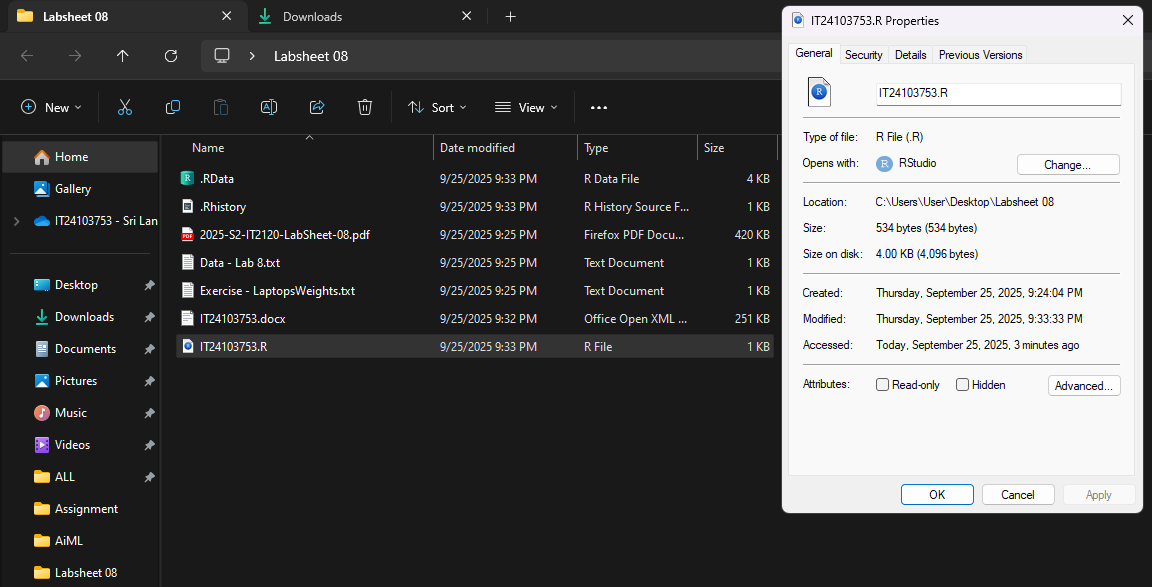 Labsheet 08
Downloads
Labsheet 08
New
Sort
View
Home
Gallery
IT24103753 - Sri Lan
Desktop
Downloads
Documents
Pictures
Music
Videos
ALL
Assignment
AiML
Labsheet 08
Name Date modified Type Size
.RData 9/25/2025 9:33 PM R Data File 4 KB
.Rhistory 9/25/2025 9:33 PM R History Source F... 1 KB
2025-S2-IT2120-LabSheet-08.pdf 9/25/2025 9:25 PM Firefox PDF Docu... 420 KB
Data - Lab 8.txt 9/25/2025 9:25 PM Text Document 1 KB
Exercise - LaptopsWeights.txt 9/25/2025 9:25 PM Text Document 1 KB
IT24103753.docx 9/25/2025 9:32 PM Office Open XML ... 251 KB
IT24103753.R 9/25/2025 9:33 PM R File 1 KB
IT24103753.R Properties
General Security Details Previous Versions
IT24103753.R
Type of file: R File (.R)
Opens with: RStudio Change...
Location: C:\Users\User\Desktop\Labsheet 08
Size: 534 bytes (534 bytes)
Size on disk: 4.00 KB (4,096 bytes)
Created: Thursday, September 25, 2025, 9:24:04 PM
Modified: Thursday, September 25, 2025, 9:33:33 PM
Accessed: Today, September 25, 2025, 3 minutes ago
Attributes: Read-only Hidden Advanced...
OK Cancel Apply